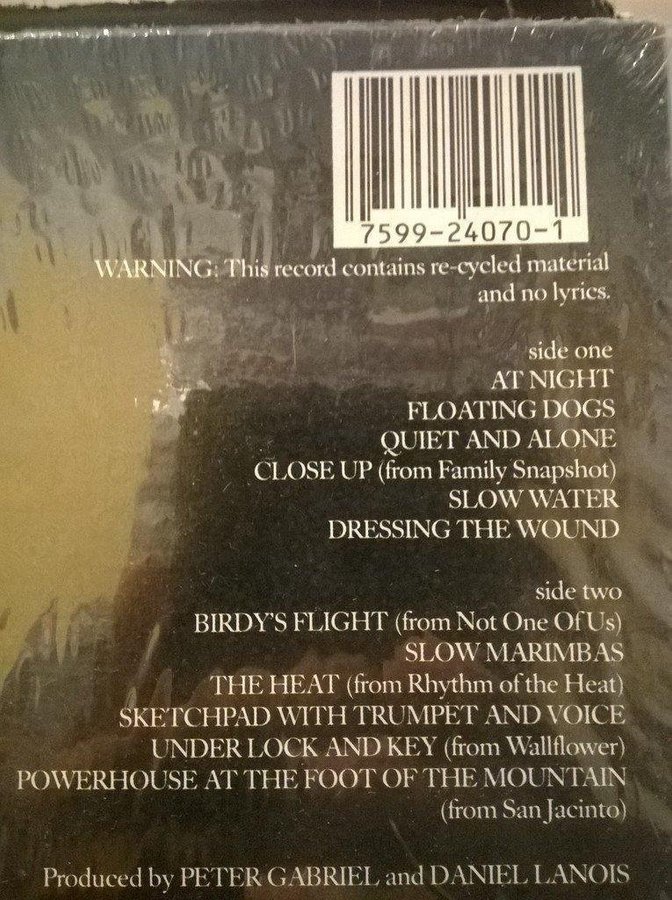 7599-24070-1
WARNING: This record contains re-cycled material
and no lyrics.
side one
AT NIGHT
FLOATING DOGS
QUIET AND ALONE
CLOSE UP (from Family Snapshot)
SLOW WATER
DRESSING THE WOUND
side two
BIRDY'S FLIGHT (from Not One Of Us)
SLOW MARIMBAS
THE HEAT (from Rhythm of the Heat)
SKETCHPAD WITH TRUMPET AND VOICE
UNDER LOCK AND KEY (from Wallflower)
POWERHOUSE AT THE FOOT OF THE MOUNTAIN
(from San Jacinto)
Produced by PETER GABRIEL and DANIEL LANOIS